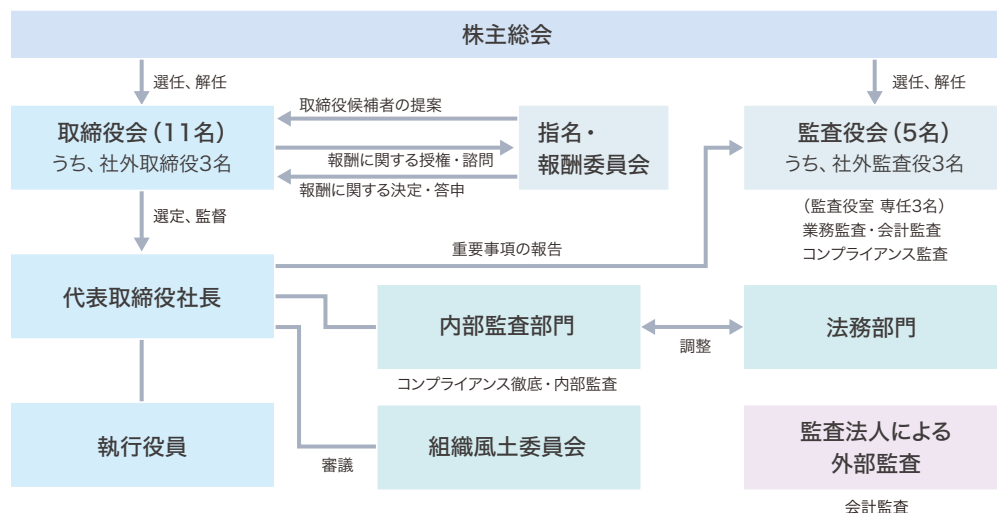 株主総会
選任、解任
選任、解任
取締役会（11名）
うち、社外取締役3名
取締役候補者の提案
報酬に関する授権・諮問
報酬に関する決定・答申
指名・
報酬委員会
監査役会（5名）
うち、社外監査役3名
（監査役室 専任3名）
業務監査・会計監査
コンプライアンス監査
選定、監督
重要事項の報告
代表取締役社長
内部監査部門
調整
法務部門
コンプライアンス徹底・内部監査
執行役員
審議
組織風土委員会
監査法人による
外部監査
会計監査